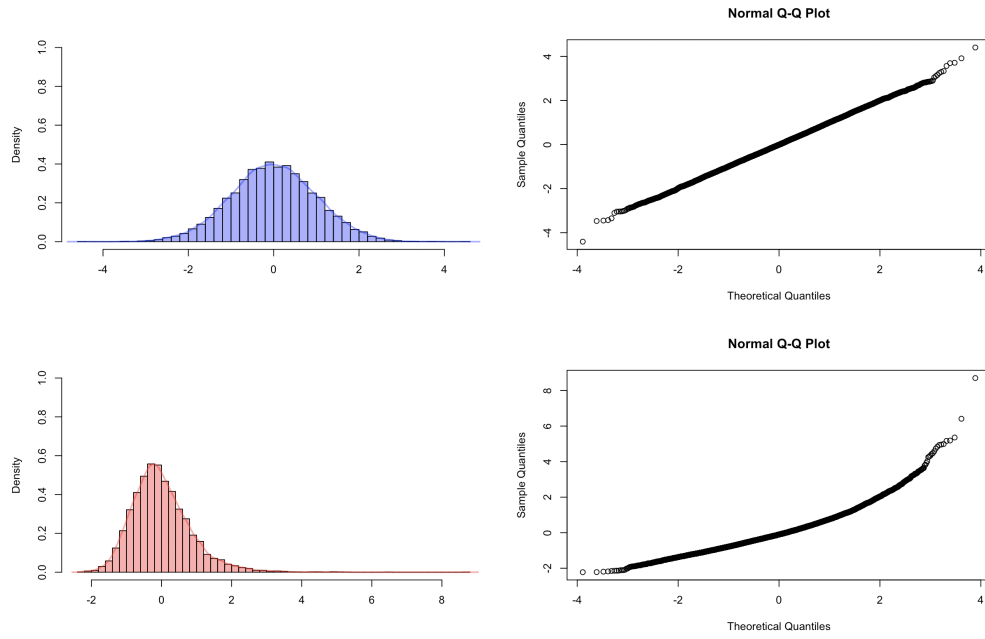 Density
0.0 0.2 0.4 0.6 0.8 1.0
-4 -2 0 2 4
Normal Q-Q Plot
Sample Quantiles
-4 -2 0 2 4
-4 -2 0 2 4
Theoretical Quantiles
Density
0.0 0.2 0.4 0.6 0.8 1.0
-2 0 2 4 6 8
Normal Q-Q Plot
Sample Quantiles
-2 0 2 4 6 8
-4 -2 0 2 4
Theoretical Quantiles